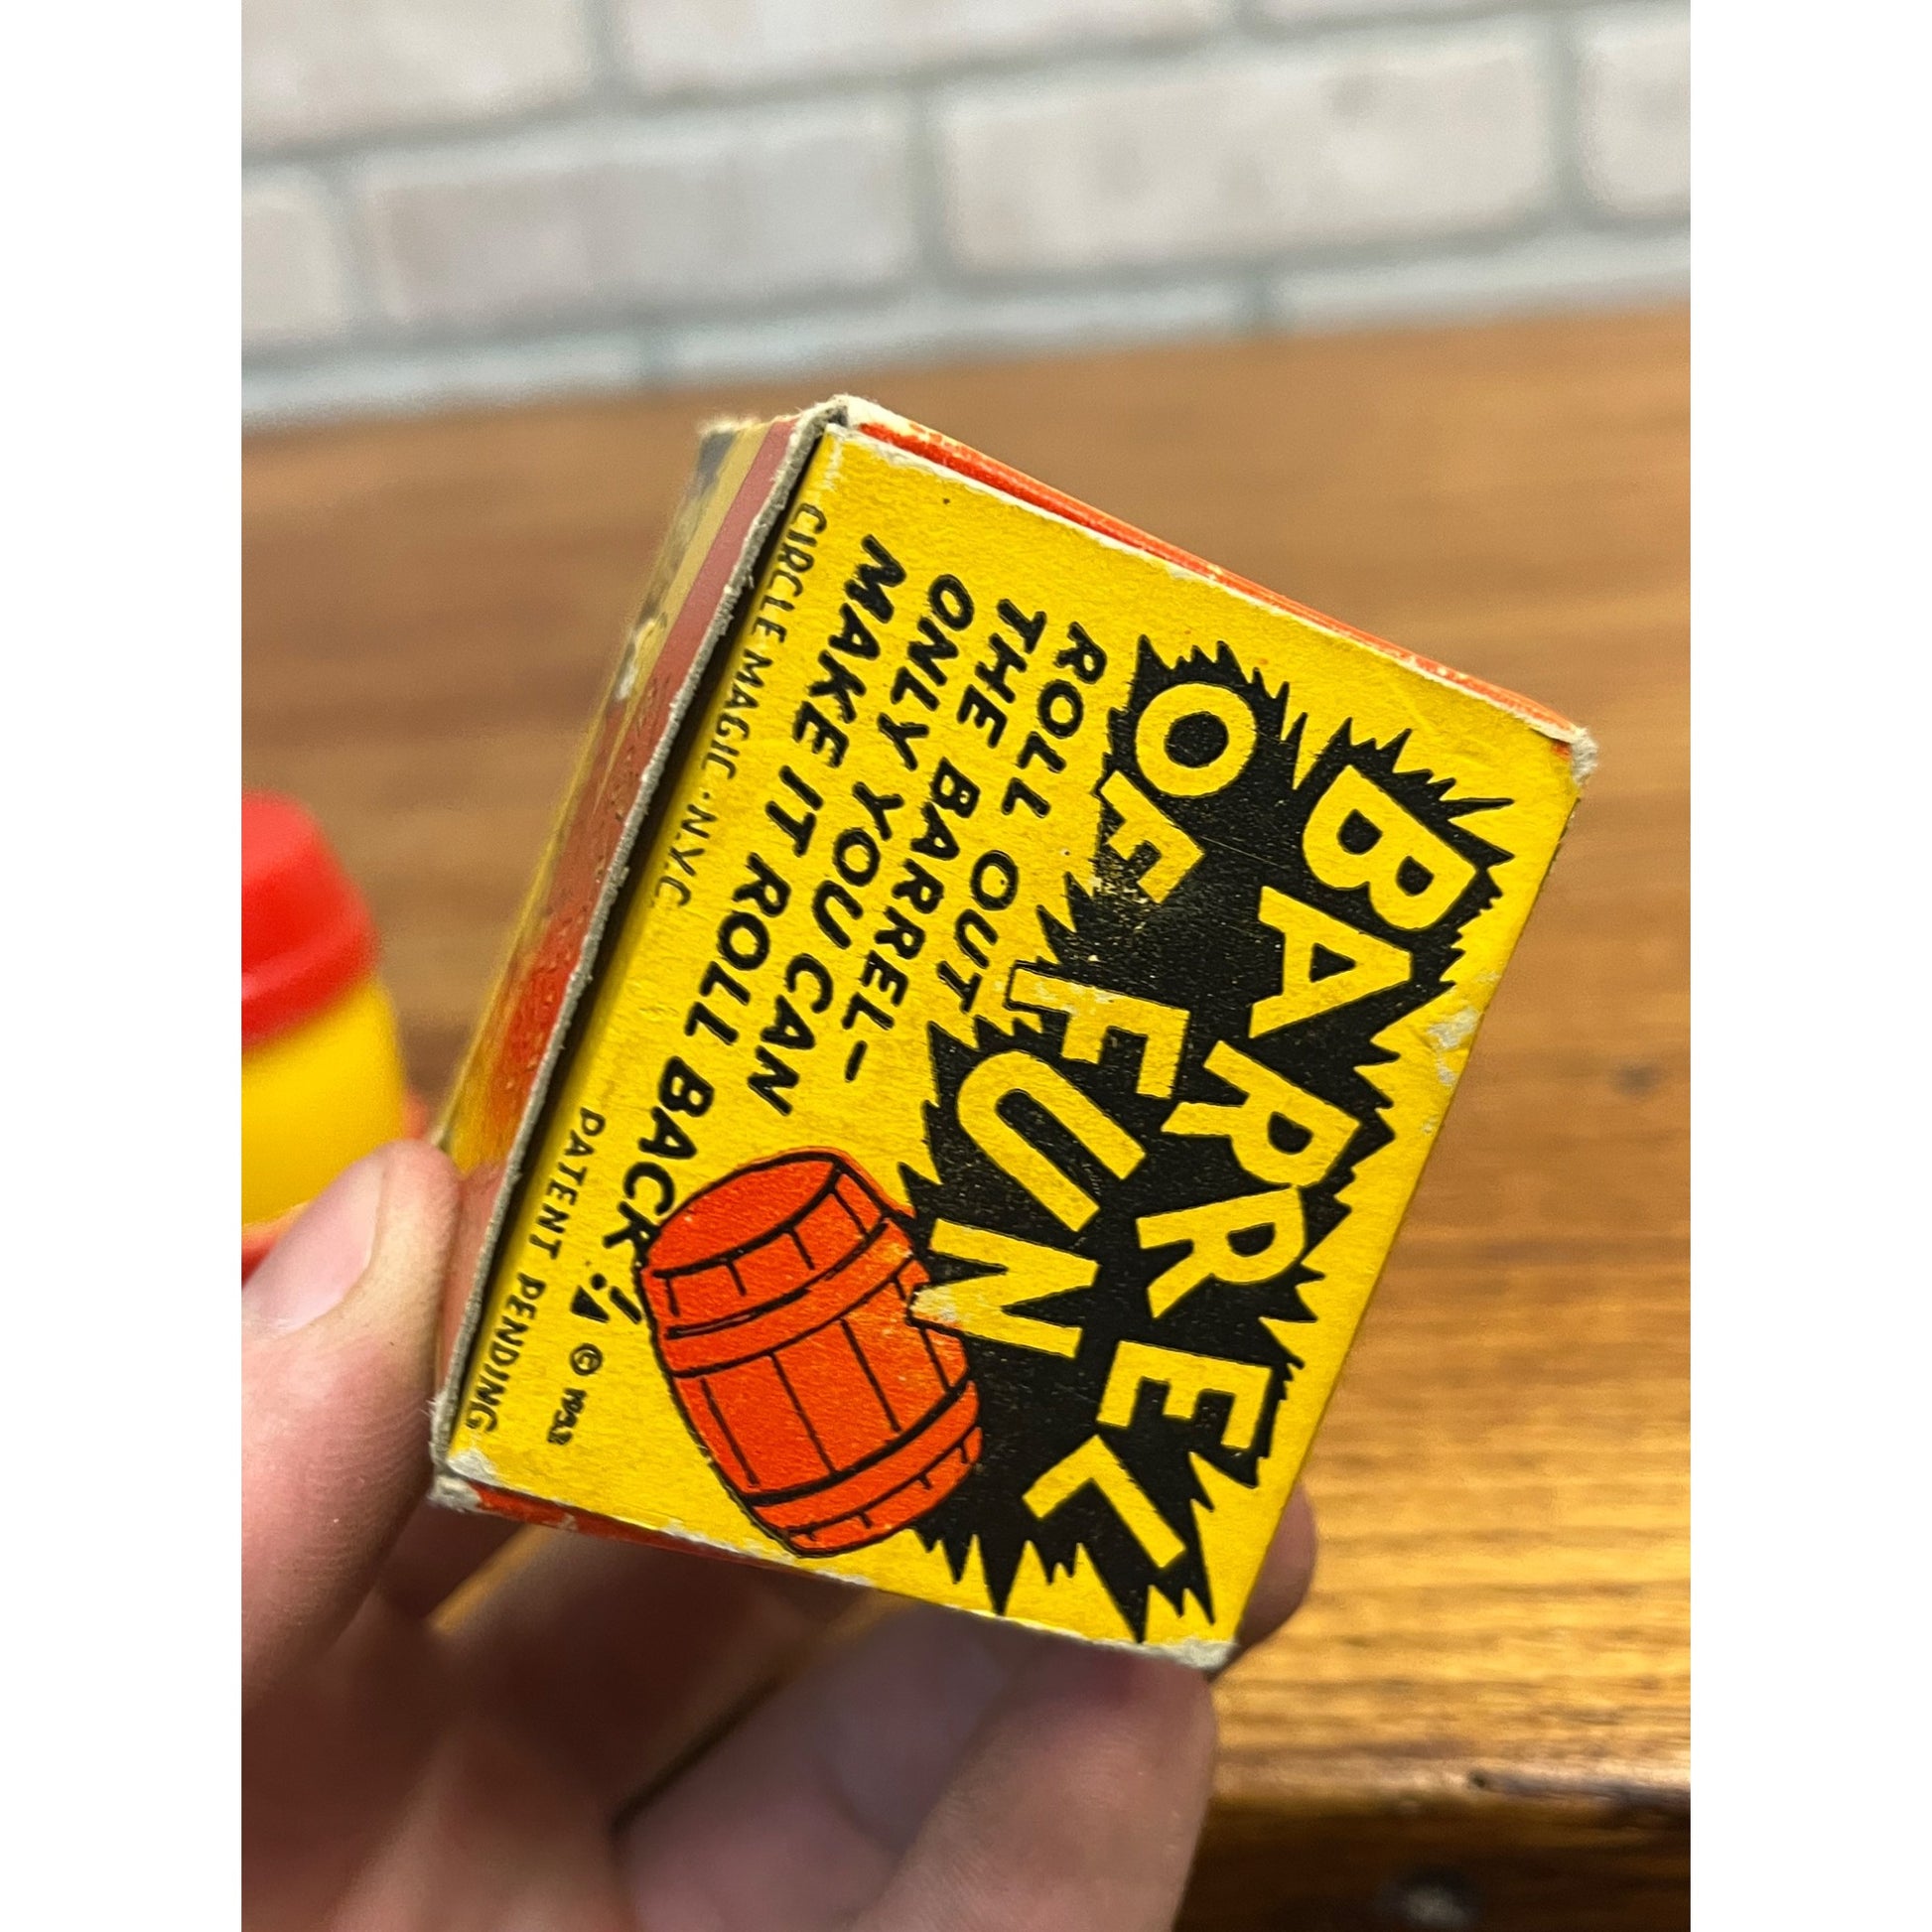 BARREL
OF FUN
ROLL OUT
THE BARREL-
ONLY YOU CAN
MAKE IT ROLL BACK!
CIRCLE MAGIC · N.Y.C.
PATENT PENDING
©